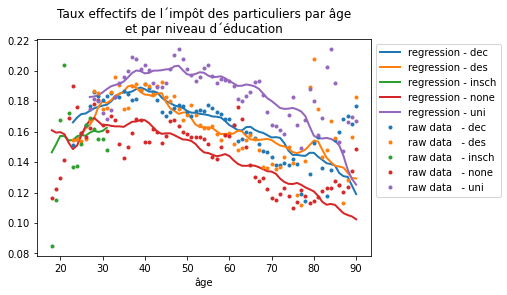 Taux effectifs de l´impôt des particuliers par âge
et par niveau d´éducation
0.22
0.20
0.18
0.16
0.14
0.12
0.10
0.08
20 30 40 50 60 70 80 90
âge
regression - dec
regression - des
regression - insch
regression - none
regression - uni
raw data - dec
raw data - des
raw data - insch
raw data - none
raw data - uni